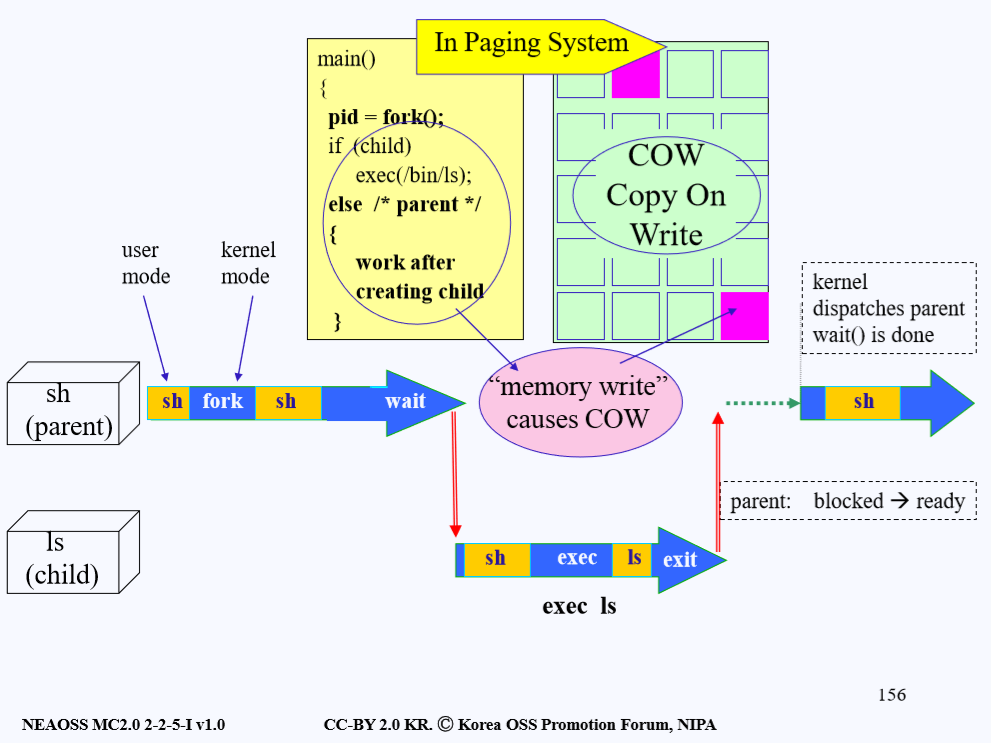 In Paging System
main()
{
pid = fork();
if (child)
exec(/bin/ls);
else /* parent */
{
work after
creating child
}
COW
Copy On
Write
user
mode
kernel
mode
kernel
dispatches parent
wait() is done
sh
(parent)
sh
fork
sh
wait
“memory write”
causes COW
sh
parent: blocked → ready
ls
(child)
sh
exec
ls
exit
exec ls
156
NEAOSS MC2.0 2-2-5-I v1.0
CC-BY 2.0 KR. © Korea OSS Promotion Forum, NIPA